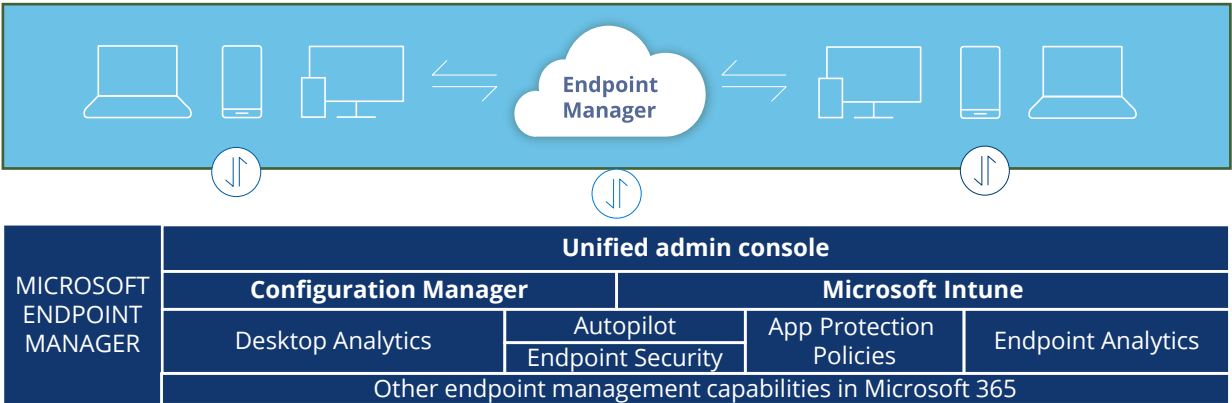 Endpoint
Manager
MICROSOFT
ENDPOINT
MANAGER
Unified admin console
Configuration Manager
Microsoft Intune
Desktop Analytics
Autopilot
Endpoint Security
App Protection
Policies
Endpoint Analytics
Other endpoint management capabilities in Microsoft 365